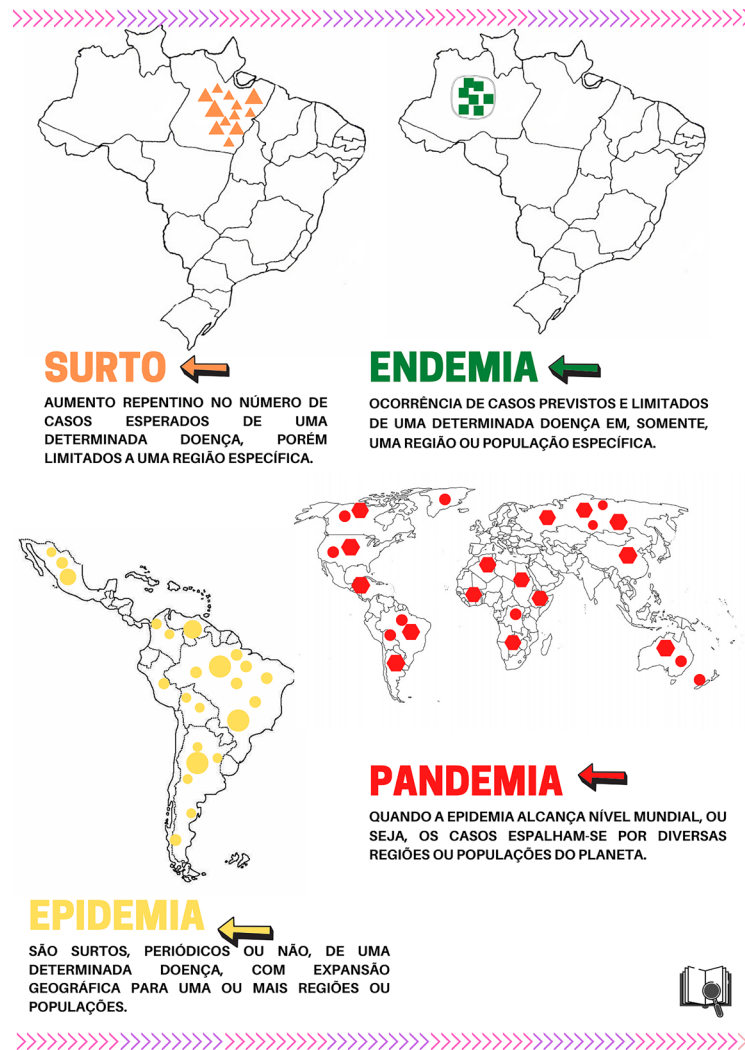 SURTO
AUMENTO REPENTINO NO NÚMERO DE
CASOS ESPERADOS DE UMA
DETERMINADA DOENÇA, PORÉM
LIMITADOS A UMA REGIÃO ESPECÍFICA.
ENDEMIA
OCORRÊNCIA DE CASOS PREVISTOS E LIMITADOS
DE UMA DETERMINADA DOENÇA EM, SOMENTE,
UMA REGIÃO OU POPULAÇÃO ESPECÍFICA.
PANDEMIA
QUANDO A EPIDEMIA ALCANÇA NÍVEL MUNDIAL, OU
SEJA, OS CASOS ESPALHAM-SE POR DIVERSAS
REGIÕES OU POPULAÇÕES DO PLANETA.
EPIDEMIA
SÃO SURTOS, PERIÓDICOS OU NÃO, DE UMA
DETERMINADA DOENÇA, COM EXPANSÃO
GEOGRÁFICA PARA UMA OU MAIS REGIÕES OU
POPULAÇÕES.